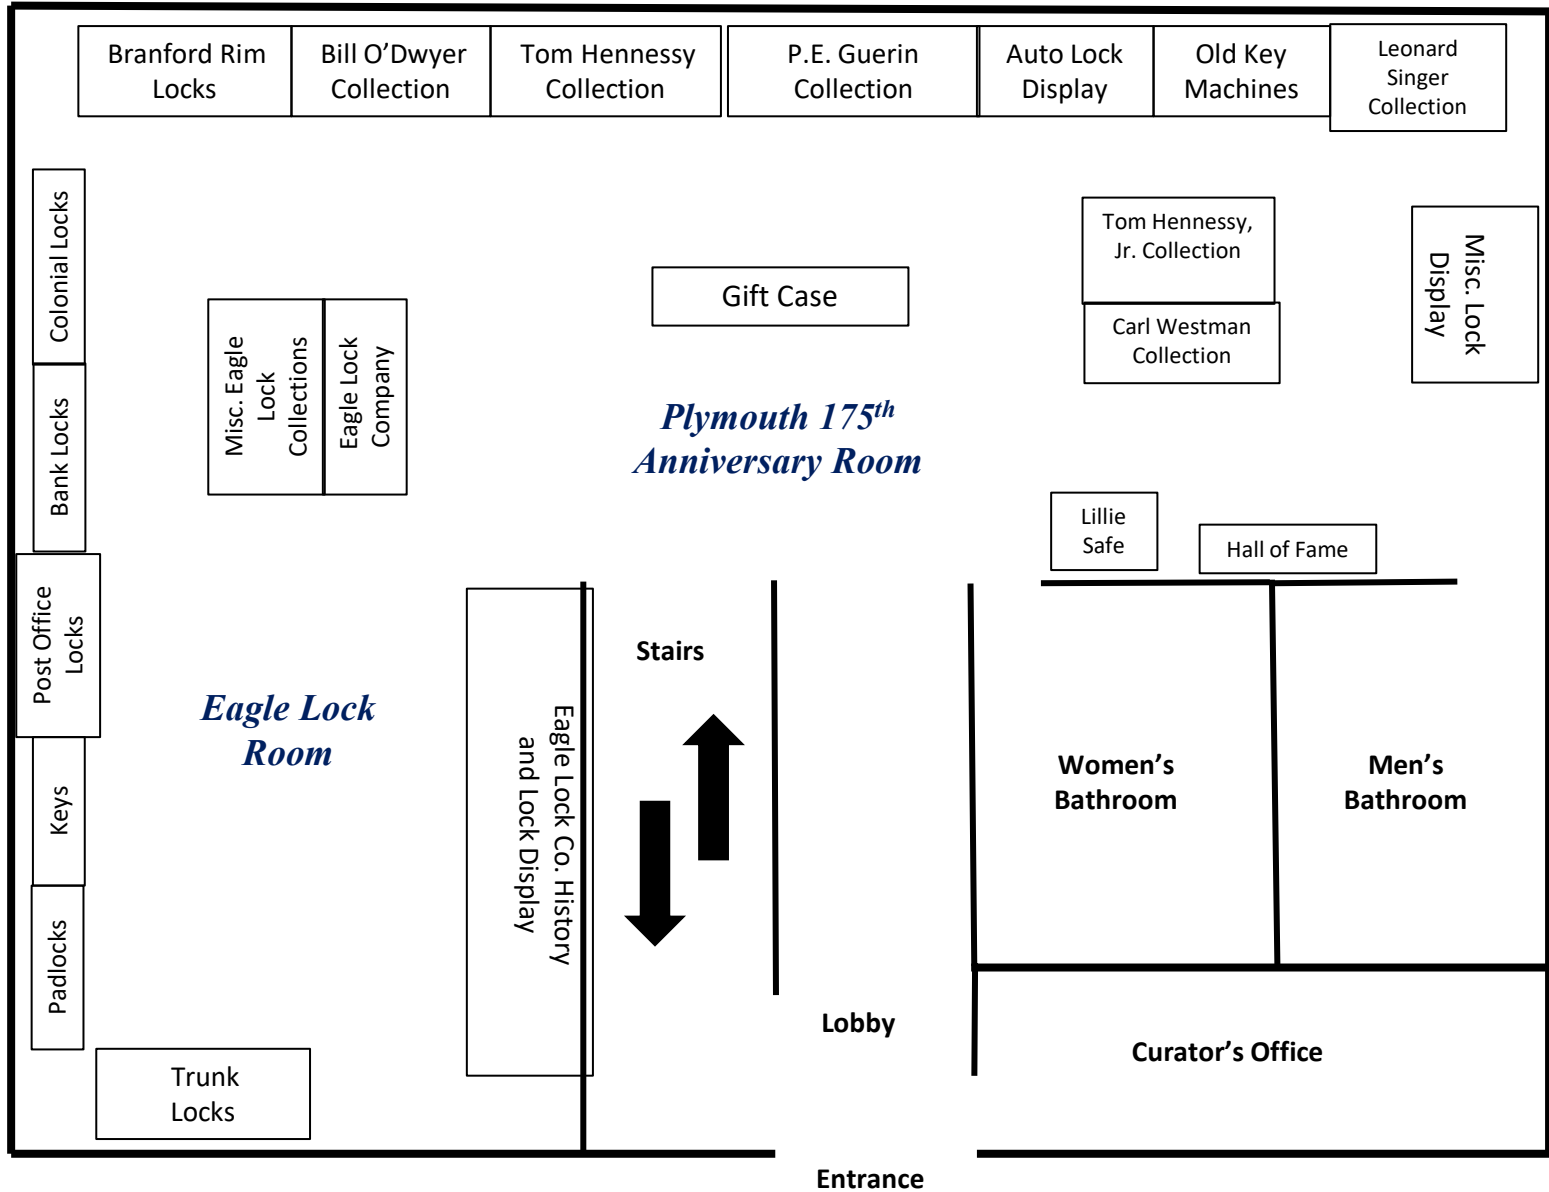 Branford Rim
Locks
Bill O’Dwyer
Collection
Tom Hennessy
Collection
P.E. Guerin
Collection
Auto Lock
Display
Old Key
Machines
Leonard
Singer
Collection
Colonial Locks
Bank Locks
Post Office
Locks
Keys
Padlocks
Trunk
Locks
Misc. Eagle
Lock
Collections
Eagle Lock
Company
Gift Case
Tom Hennessy,
Jr. Collection
Carl Westman
Collection
Misc. Lock
Display
Plymouth 175th
Anniversary Room
Lillie
Safe
Hall of Fame
Eagle Lock
Room
Eagle Lock Co. History
and Lock Display
Stairs
Women’s
Bathroom
Men’s
Bathroom
Lobby
Curator’s Office
Entrance